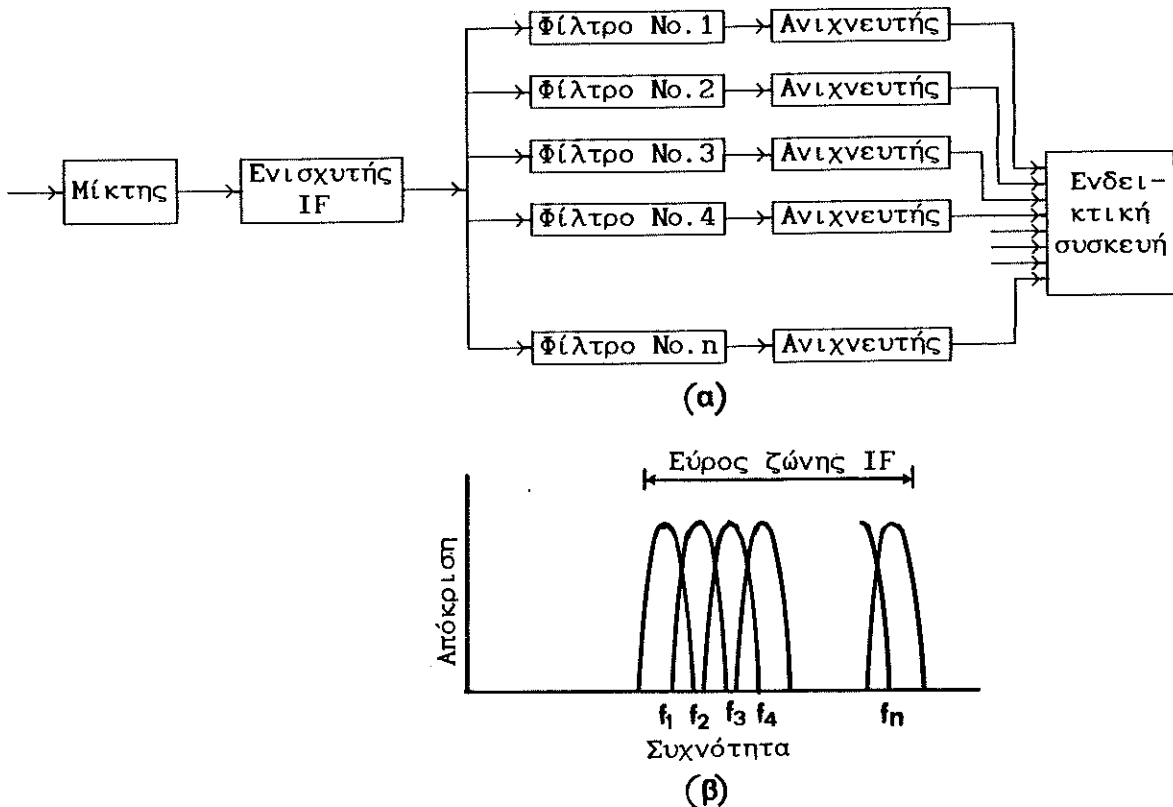 Φίλτρο No.1
Ανιχνευτής
Φίλτρο No.2
Ανιχνευτής
Φίλτρο No.3
Ανιχνευτής
Μίκτης
Ενισχυτής
IF
Φίλτρο No.4
Ανιχνευτής
Ενδει-
κτική
συσκευή
Φίλτρο No.n
Ανιχνευτής
(α)
Εύρος ζώνης IF
Απόκριση
f1 f2 f3 f4 fn
Συχνότητα
(β)